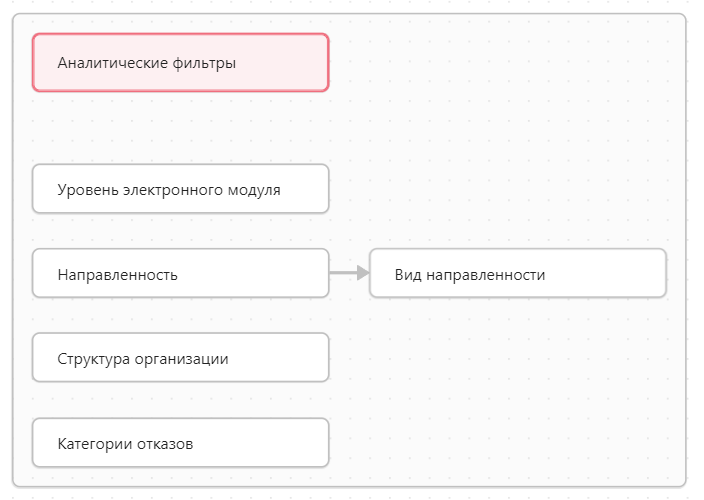 Аналитические фильтры
Уровень электронного модуля
Направленность
Вид направленности
Структура организации
Категории отказов